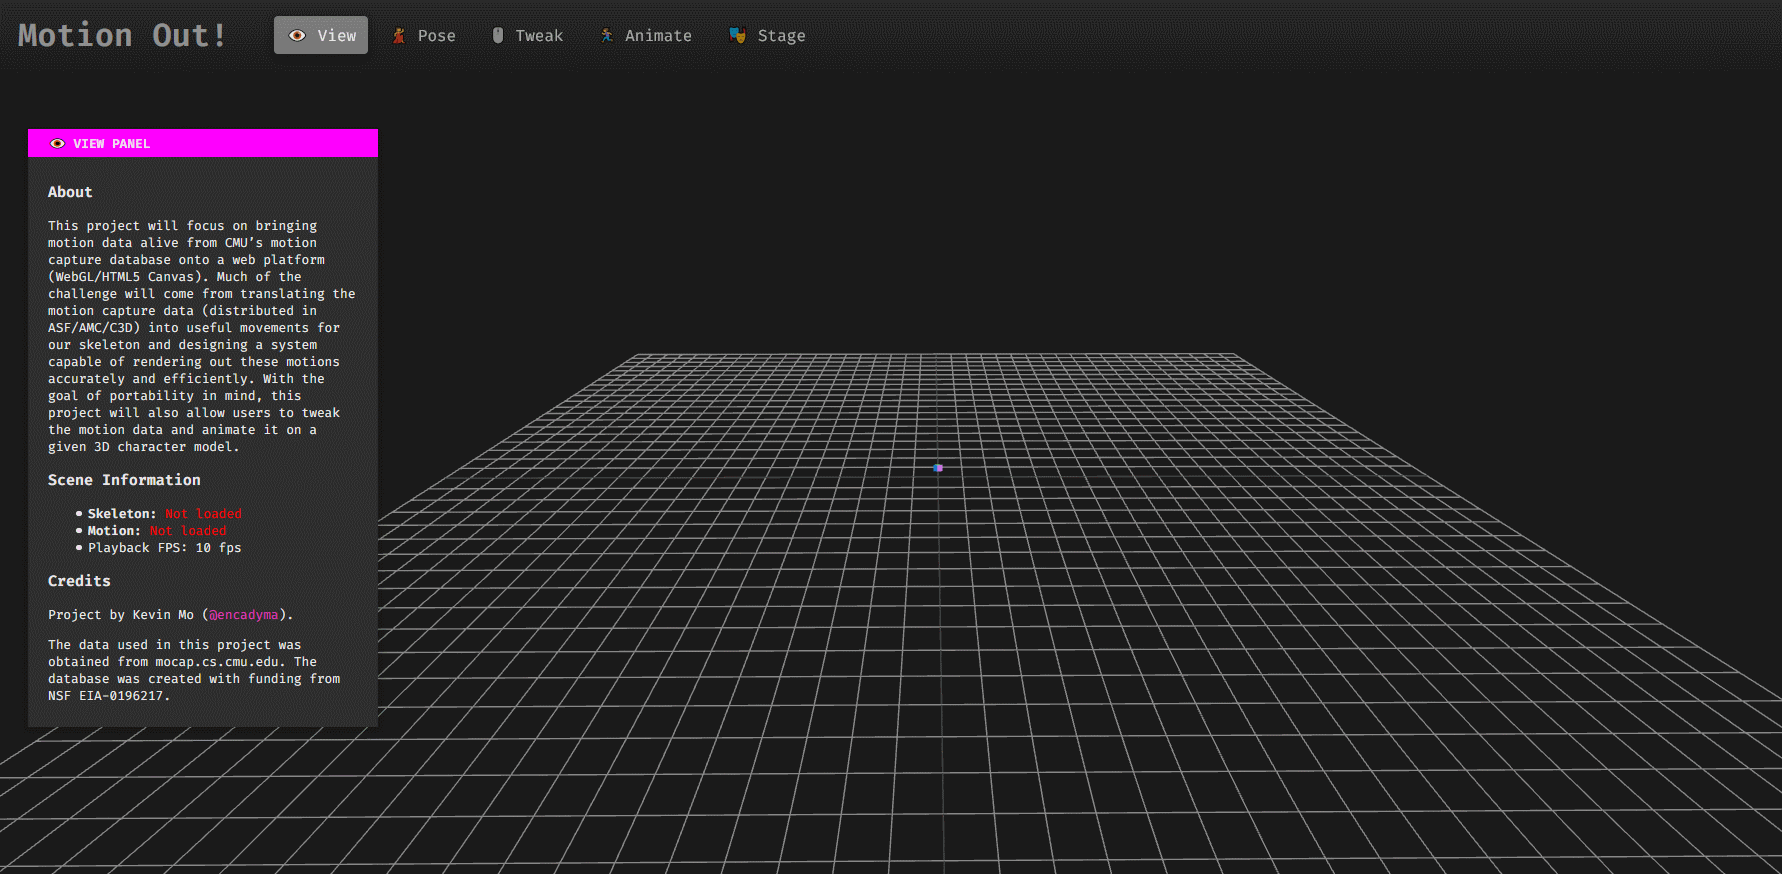 Motion Out!
View
Pose
Tweak
Animate
Stage
VIEW PANEL
About
This project will focus on bringing
motion data alive from CMU's motion
capture database onto a web platform
(WebGL/HTML5 Canvas). Much of the
challenge will come from translating the
motion capture data (distributed in
ASF/AMC/C3D) into useful movements for
our skeleton and designing a system
capable of rendering out these motions
accurately and efficiently. With the
goal of portability in mind, this
project will also allow users to tweak
the motion data and animate it on a
given 3D character model.
Scene Information
Skeleton: Not loaded
Motion: Not loaded
Playback FPS: 10 fps
Credits
Project by Kevin Mo (@encadyma).
The data used in this project was
obtained from mocap.cs.cmu.edu. The
database was created with funding from
NSF EIA-0196217.